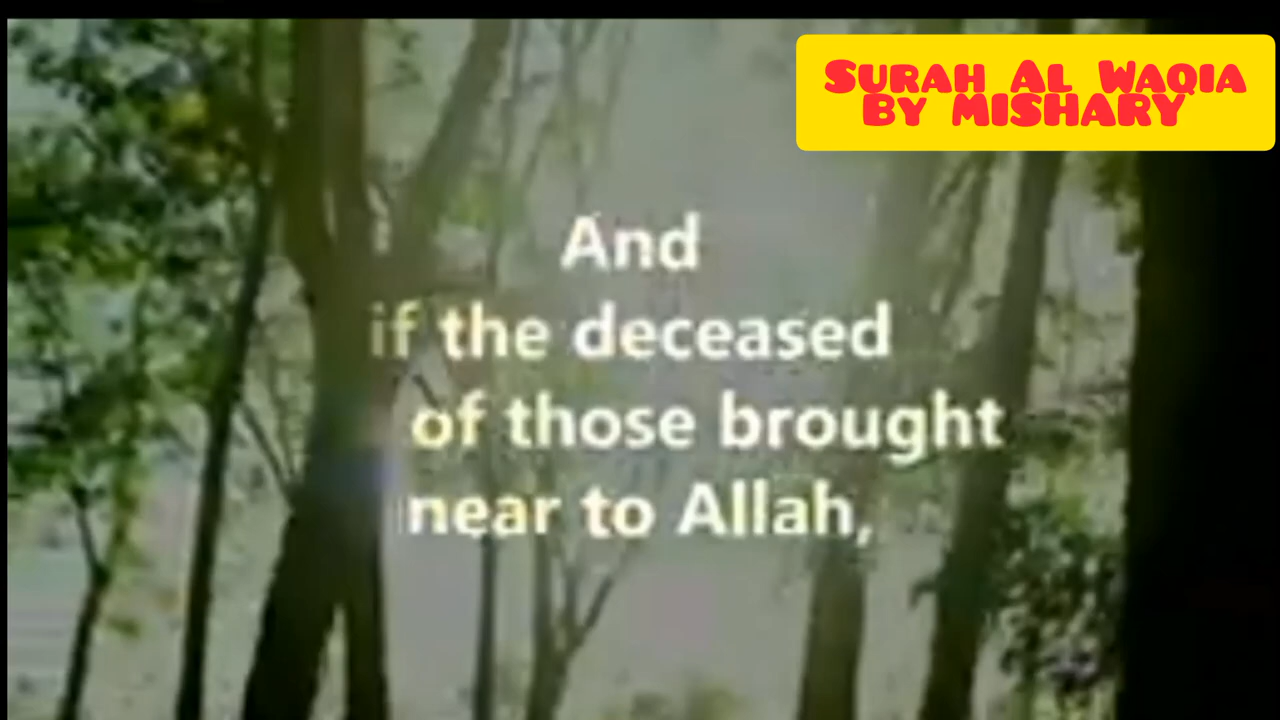 SURAH AL WAQIA
BY MISHARY
And
if the deceased
of those brought
near to Allah,